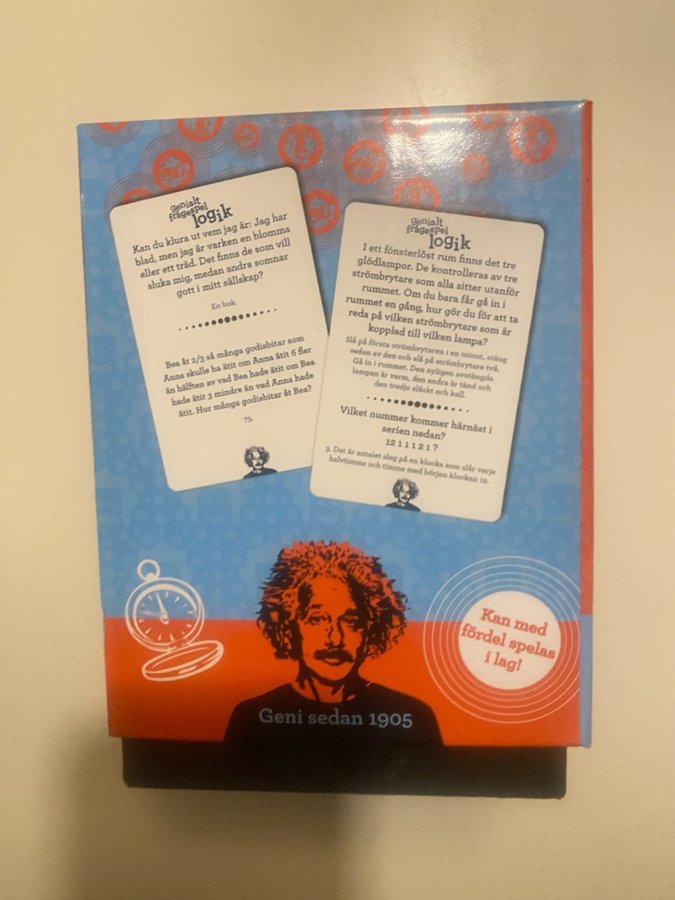 genialt
frågespel
logik
Kan du klura ut vem jag är: Jag har
blad, men jag är varken en blomma
eller ett träd. Det finns de som vill
sluka mig, medan andra somnar
gott i mitt sällskap?
En bok.
Bea åt 2/3 så många godisbitar som
Anna skulle ha ätit om Anna ätit 6 fler
än hälften av vad Bea hade ätit om Bea
hade ätit 3 mindre än vad Anna hade
ätit. Hur många godisbitar åt Bea?
75.
genialt
frågespel
logik
I ett fönsterlöst rum finns det tre
glödlampor. De kontrolleras av tre
strömbrytare som alla sitter utanför
rummet. Om du bara får gå in i
rummet en gång, hur gör du för att ta
reda på vilken strömbrytare som är
kopplad till vilken lampa?
Slå på första strömbrytaren i en minut, stäng
sedan av den och slå på strömbrytare två.
Gå in i rummet. Den nyligen avstängda
lampan är varm, den andra är tänd och
den tredje släckt och kall.
Vilket nummer kommer härnäst i
serien nedan?
12 1 1 1 2 1 ?
3. Det är antalet slag på en klocka som slår varje
halvtimme och timme med början klockan 12.
Kan med
fördel spelas
i lag!
Geni sedan 1905